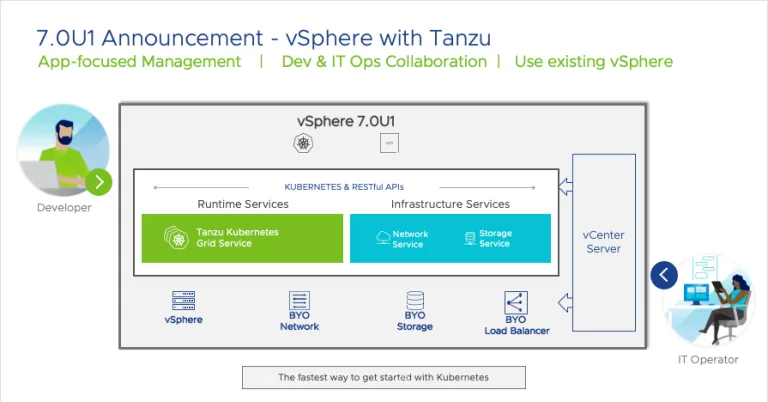 7.0U1 Announcement - vSphere with Tanzu
App-focused Management | Dev & IT Ops Collaboration | Use existing vSphere
vSphere 7.0U1
KUBERNETES & RESTful APIs
Runtime Services
Infrastructure Services
Tanzu Kubernetes
Grid Service
Network
Service
Storage
Service
vCenter
Server
Developer
vSphere
BYO
Network
BYO
Storage
BYO
Load Balancer
IT Operator
The fastest way to get started with Kubernetes